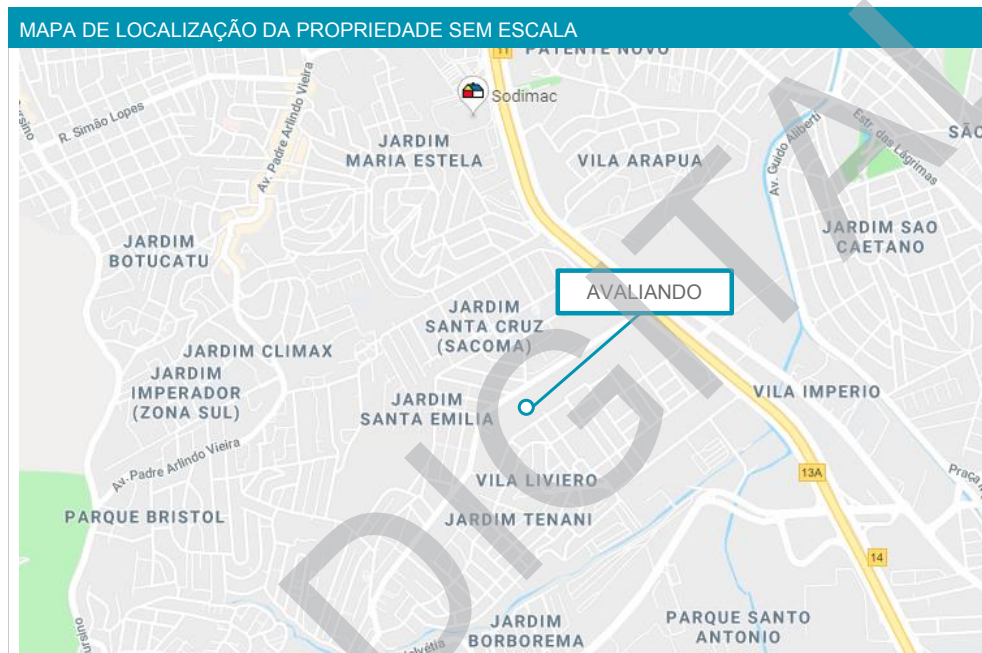 MAPA DE LOCALIZAÇÃO DA PROPRIEDADE SEM ESCALA
11
PATENTE NOVO
Sodimac
R. Simão Lopes
Av. Padre Arlindo Vieira
JARDIM
MARIA ESTELA
VILA ARAPUA
Av. Guido Aliberti
Estr. das Lágrimas
SÃO
JARDIM
BOTUCATU
JARDIM SAO
CAETANO
AVALIANDO
JARDIM
SANTA CRUZ
(SACOMA)
JARDIM CLIMAX
JARDIM
IMPERADOR
(ZONA SUL)
JARDIM
SANTA EMILIA
VILA IMPERIO
Av. Padre Arlindo Vieira
VILA LIVIERO
13A
Praça
PARQUE BRISTOL
JARDIM TENANI
14
JARDIM
BORBOREMA
PARQUE SANTO
ANTONIO
DIGITAL